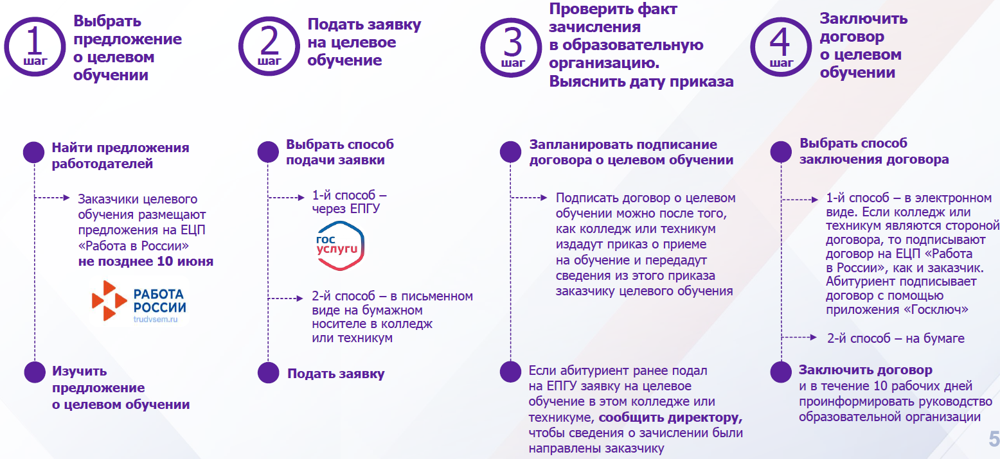 1
шаг
Выбрать
предложение
о целевом
обучении
Найти предложения
работодателей
Заказчики целевого
обучения размещают
предложения на ЕЦП
«Работа в России»
не позднее 10 июня
РАБОТА
РОССИИ
trudvsem.ru
Изучить
предложение
о целевом обучении
2
шаг
Подать заявку
на целевое
обучение
Выбрать способ
подачи заявки
1-й способ –
через ЕПГУ
гос
услуги
2-й способ – в письменном
виде на бумажном
носителе в колледж
или техникум
Подать заявку
3
шаг
Проверить факт
зачисления
в образовательную
организацию.
Выяснить дату приказа
Запланировать подписание
договора о целевом обучении
Подписать договор о целевом
обучении можно после того,
как колледж или техникум
издадут приказ о приеме
на обучение и передадут
сведения из этого приказа
заказчику целевого обучения
Если абитуриент ранее подал
на ЕПГУ заявку на целевое
обучение в этом колледже или
техникуме, сообщить директору,
чтобы сведения о зачислении были
направлены заказчику
4
шаг
Заключить
договор
о целевом
обучении
Выбрать способ
заключения договора
1-й способ – в электронном
виде. Если колледж или
техникум являются стороной
договора, то подписывают
договор на ЕЦП «Работа
в России», как и заказчик.
Абитуриент подписывает
договор с помощью
приложения «Госключ»
2-й способ – на бумаге
Заключить договор
и в течение 10 рабочих дней
проинформировать руководство
образовательной организации
5